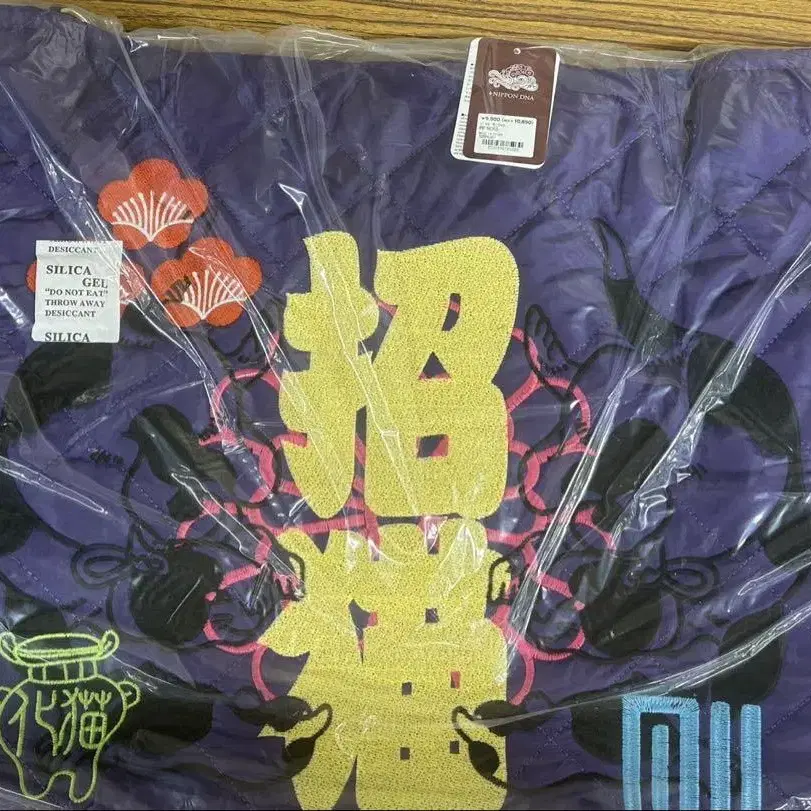 NIPPON DNA
DESICCANT
SILICA
GEL
"DO NOT EAT"
THROW AWAY
DESICCANT
SILICA
招
猫
化猫